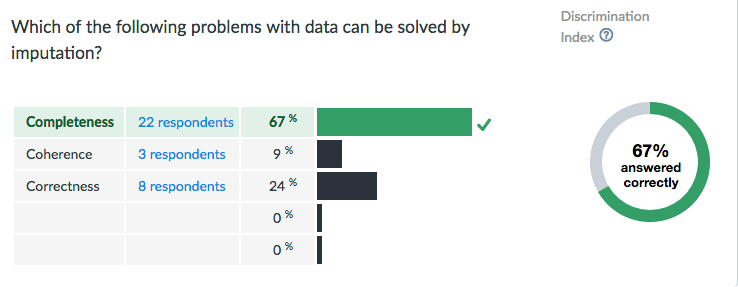 Which of the following problems with data can be solved by
imputation?
Discrimination
Index ?
Completeness 22 respondents 67 %
Coherence 3 respondents 9 %
Correctness 8 respondents 24 %
0 %
0 %
67%
answered
correctly